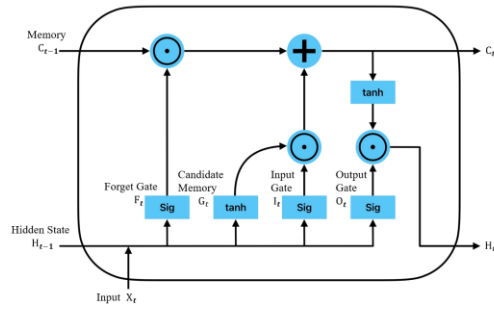 Memory
C_{t-1}
C_t
tanh
Forget Gate
F_t
Candidate
Memory
G_t
Input
Gate
I_t
Output
Gate
O_t
Sig
tanh
Sig
Sig
Hidden State
H_{t-1}
H_t
Input X_t